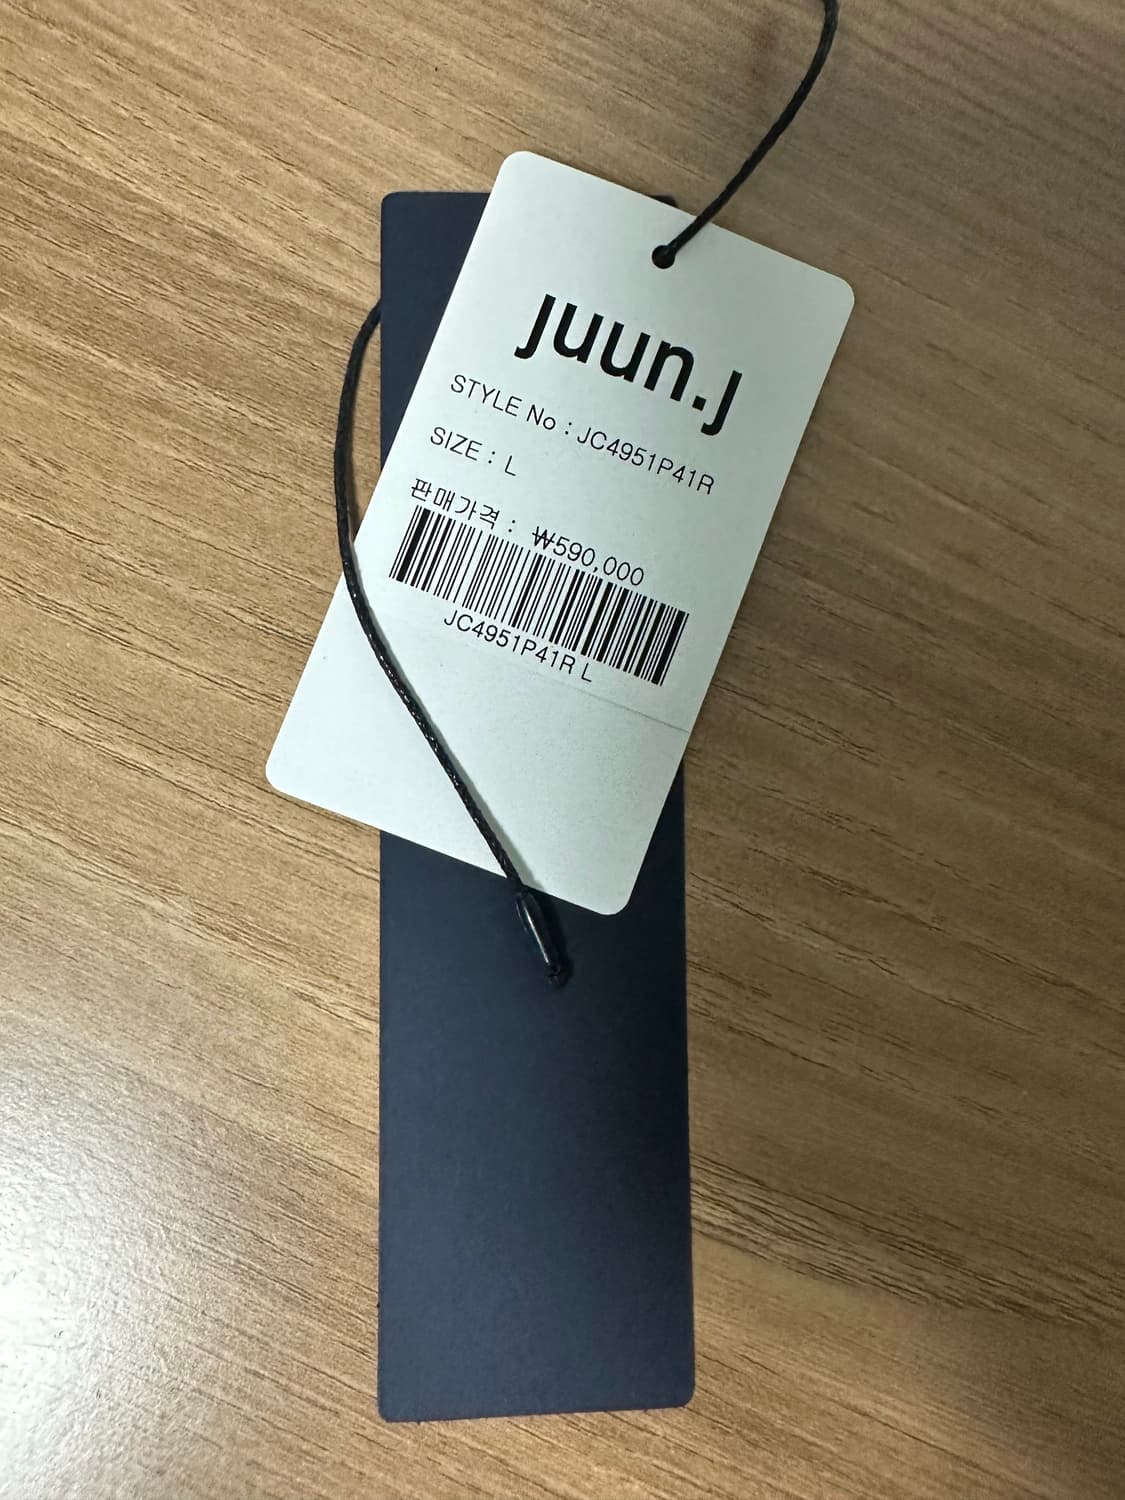 juun.j
STYLE No : JC4951P41R
SIZE : L
판매가격 : ₩590,000
JC4951P41R L